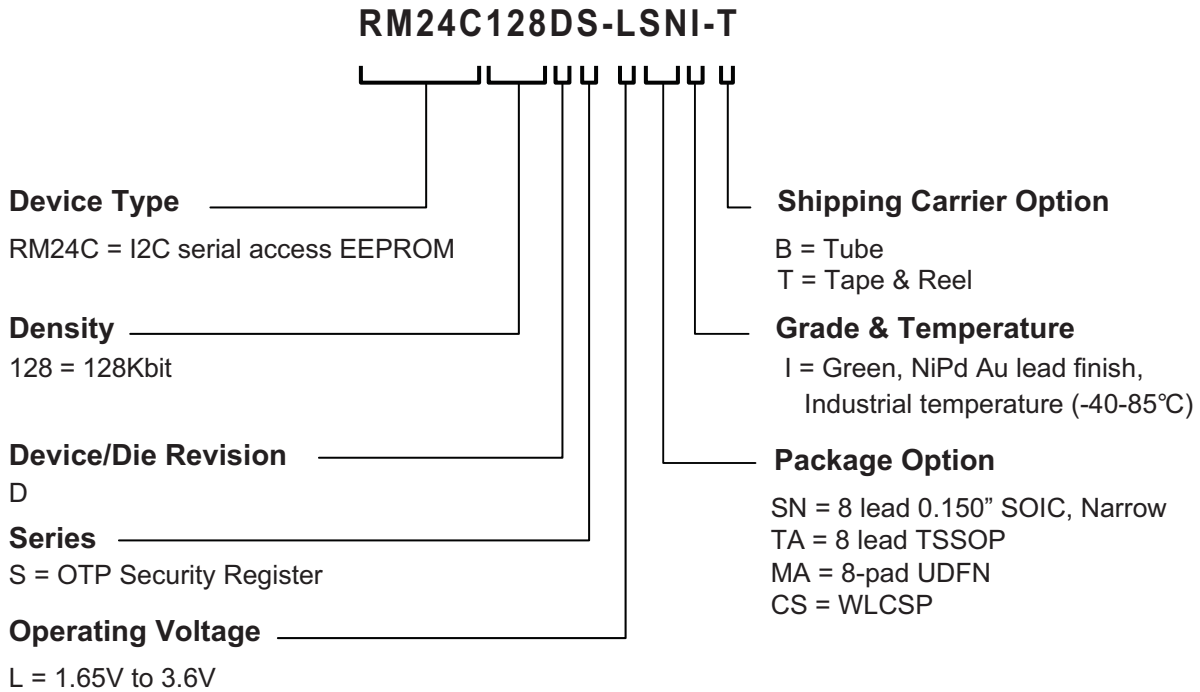 RM24C128DS-LSNI-T
Device Type
RM24C = I2C serial access EEPROM
Density
128 = 128Kbit
Device/Die Revision
D
Series
S = OTP Security Register
Operating Voltage
L = 1.65V to 3.6V
Shipping Carrier Option
B = Tube
T = Tape & Reel
Grade & Temperature
I = Green, NiPd Au lead finish,
Industrial temperature (-40-85℃)
Package Option
SN = 8 lead 0.150” SOIC, Narrow
TA = 8 lead TSSOP
MA = 8-pad UDFN
CS = WLCSP